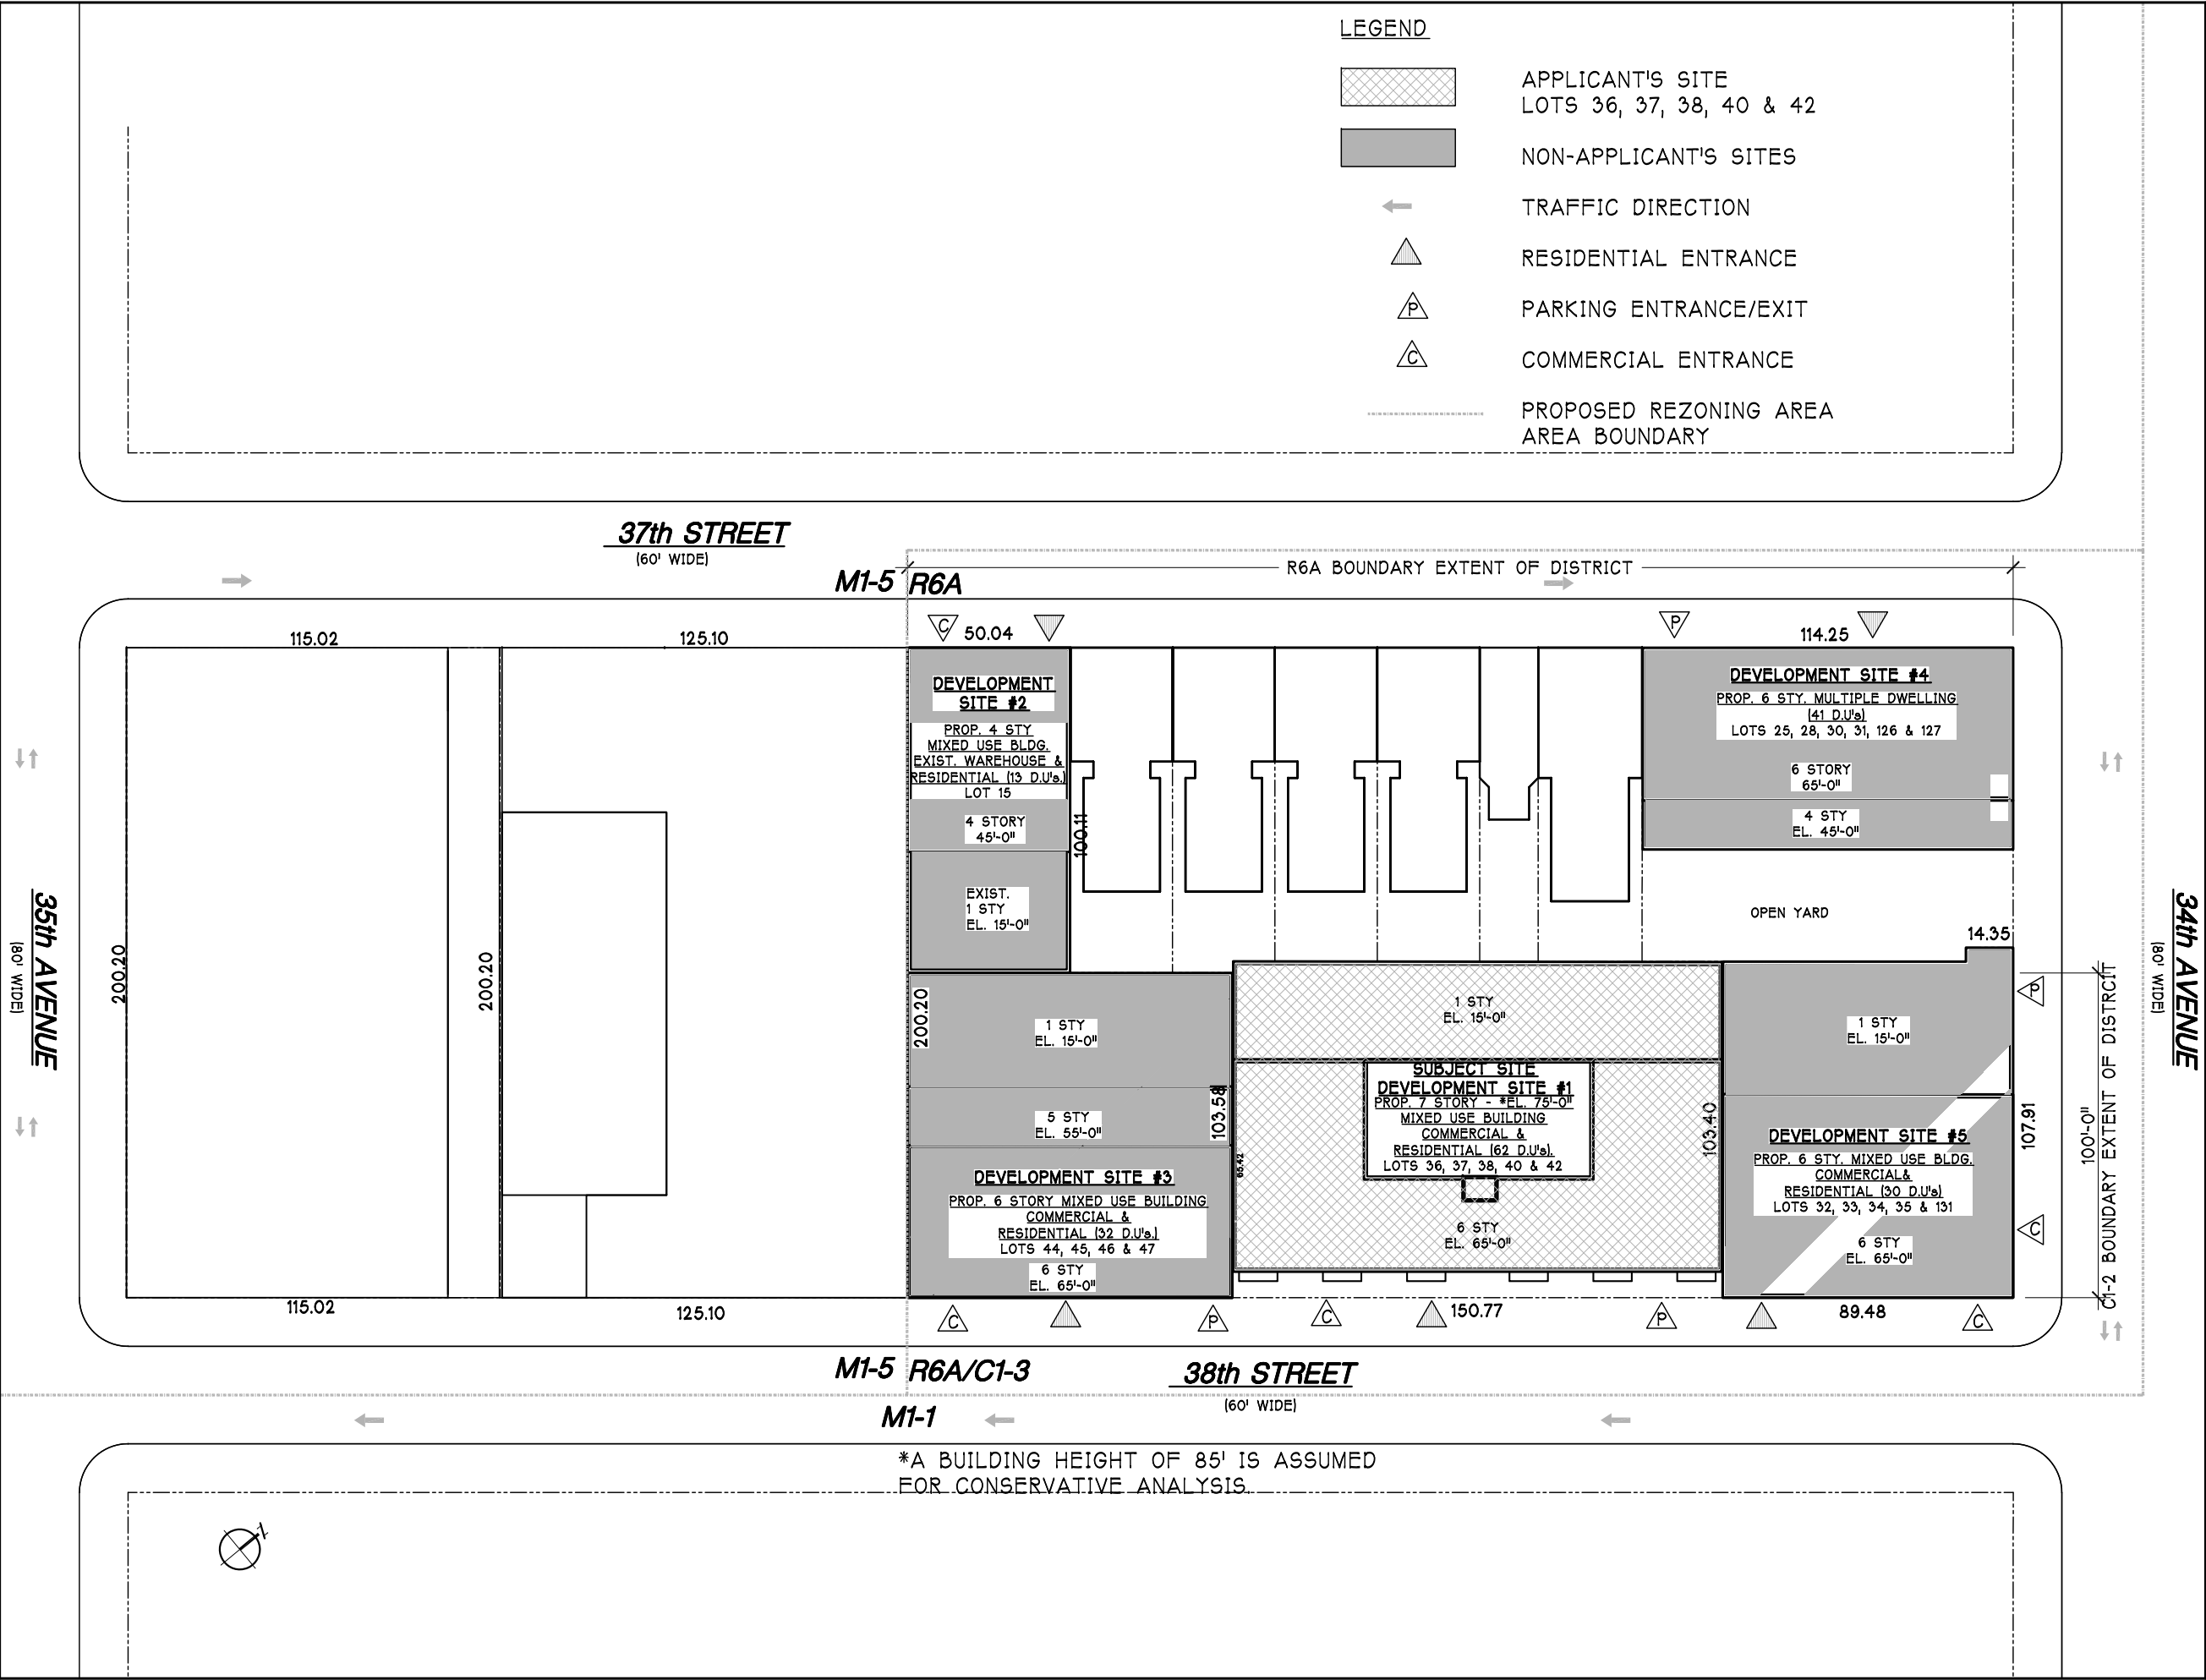 LEGEND
APPLICANT'S SITE
LOTS 36, 37, 38, 40 & 42
NON-APPLICANT'S SITES
TRAFFIC DIRECTION
RESIDENTIAL ENTRANCE
P
PARKING ENTRANCE/EXIT
C
COMMERCIAL ENTRANCE
PROPOSED REZONING AREA
AREA BOUNDARY
37th STREET
(60' WIDE)
M1-5 R6A
R6A BOUNDARY EXTENT OF DISTRICT
115.02
125.10
C
50.04
P
114.25
DEVELOPMENT
SITE #2
PROP. 4 STY
MIXED USE BLDG.
EXIST. WAREHOUSE &
RESIDENTIAL (13 D.U's.)
LOT 15
4 STORY
45'-0"
100.11
EXIST.
1 STY
EL. 15'-0"
DEVELOPMENT SITE #4
PROP. 6 STY. MULTIPLE DWELLING
(41 D.U's)
LOTS 25, 28, 30, 31, 126 & 127
6 STORY
65'-0"
4 STY
EL. 45'-0"
OPEN YARD
14.35
35th AVENUE
(80' WIDE)
200.20
200.20
200.20
34th AVENUE
(80' WIDE)
1 STY
EL. 15'-0"
5 STY
EL. 55'-0"
103.58
DEVELOPMENT SITE #3
PROP. 6 STORY MIXED USE BUILDING
COMMERCIAL &
RESIDENTIAL (32 D.U's.)
LOTS 44, 45, 46 & 47
6 STY
EL. 65'-0"
1 STY
EL. 15'-0"
SUBJECT SITE
DEVELOPMENT SITE #1
PROP. 7 STORY - *EL. 75'-0"
MIXED USE BUILDING
COMMERCIAL &
RESIDENTIAL (62 D.U's).
LOTS 36, 37, 38, 40 & 42
65.42
103.40
6 STY
EL. 65'-0"
1 STY
EL. 15'-0"
DEVELOPMENT SITE #5
PROP. 6 STY. MIXED USE BLDG.
COMMERCIAL&
RESIDENTIAL (30 D.U's)
LOTS 32, 33, 34, 35 & 131
6 STY
EL. 65'-0"
P
C
107.91
100'-0"
C1-2 BOUNDARY EXTENT OF DISTRCIT
115.02
125.10
C
P
C
150.77
P
89.48
C
M1-5 R6A/C1-3
38th STREET
(60' WIDE)
M1-1
*A BUILDING HEIGHT OF 85' IS ASSUMED
FOR CONSERVATIVE ANALYSIS.